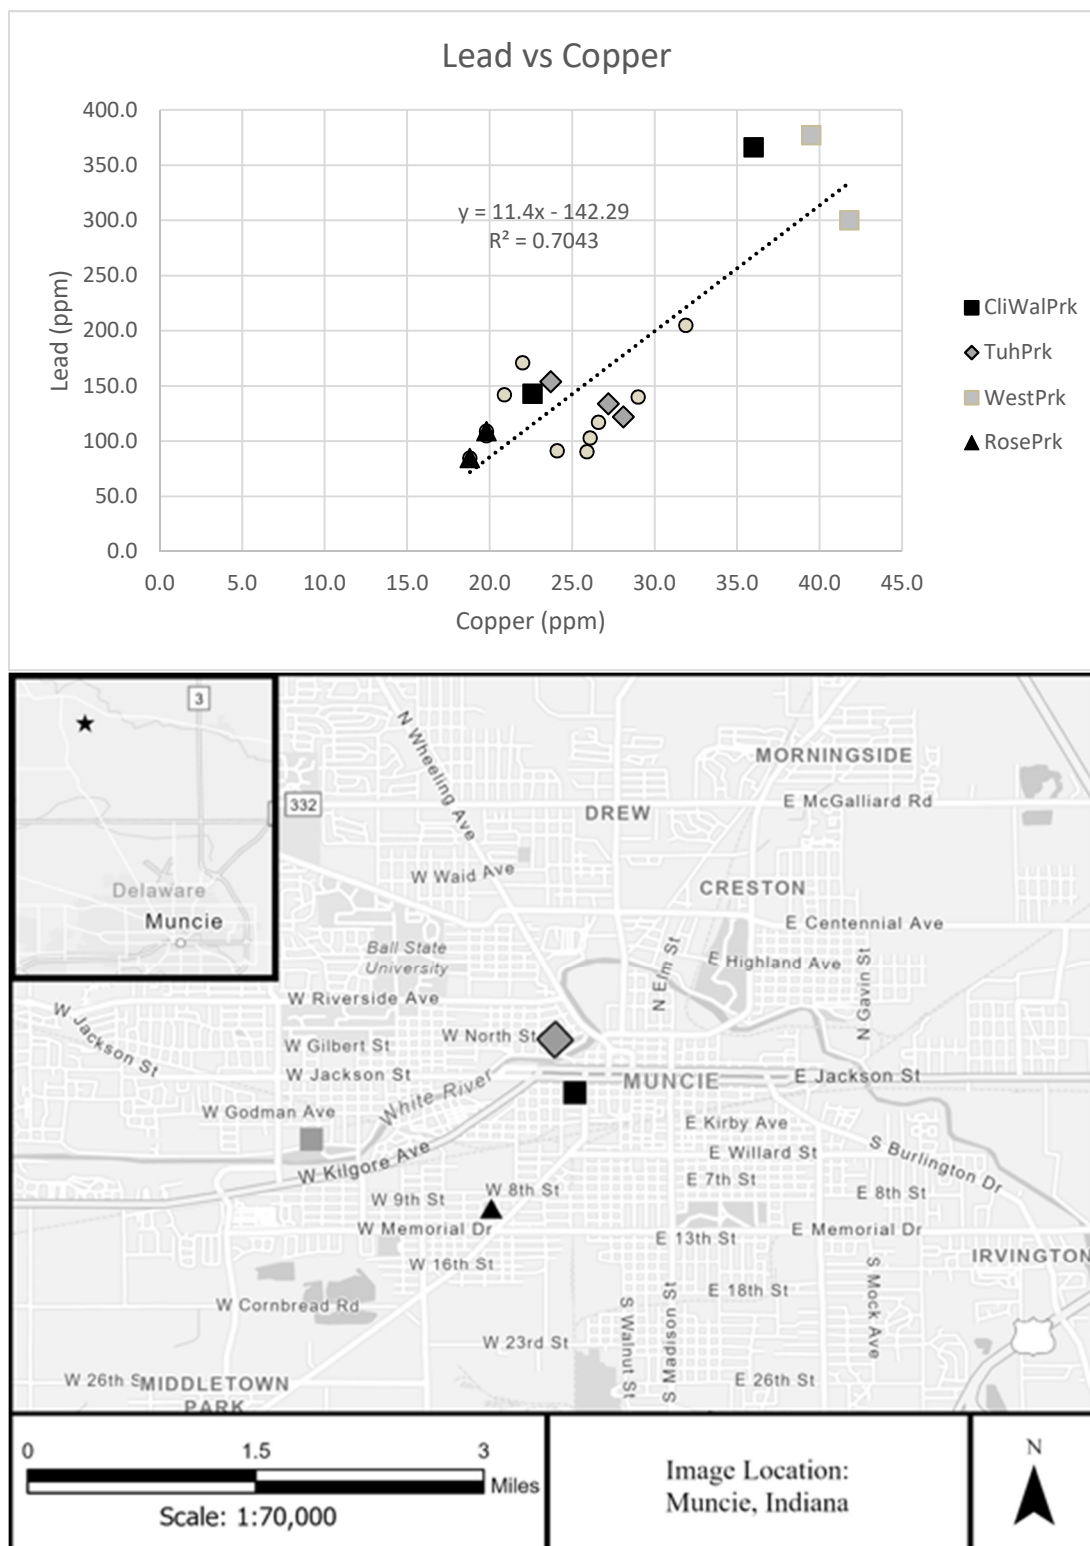 Lead vs Copper
400.0
350.0
300.0
250.0
200.0
150.0
100.0
50.0
0.0
Lead (ppm)
y = 11.4x - 142.29
R² = 0.7043
0.0 5.0 10.0 15.0 20.0 25.0 30.0 35.0 40.0 45.0
Copper (ppm)
CliWalPrk
TuhPrk
WestPrk
RosePrk
3
Delaware
Muncie
332
N Wheeling Ave
MORNINGSIDE
E McGalliard Rd
DREW
W Waid Ave
CRESTON
E Centennial Ave
Ball State
University
N Elm St
E Highland Ave
N Gavin St
W Riverside Ave
W Jackson St
W North St
W Gilbert St
W Jackson St
MUNCIE
E Jackson St
White River
W Godman Ave
E Kirby Ave
W Kilgore Ave
E Willard St
S Burlington Dr
E 7th St
W 8th St
W 9th St
E 8th St
W Memorial Dr
E Memorial Dr
E 13th St
IRVINGTON
W 16th St
E 18th St
S Mock Ave
W Cornbread Rd
S Walnut St
S Madison St
W 23rd St
W 26th S
E 26th St
MIDDLETOWN
PARK
0 1.5 3
Miles
Scale: 1:70,000
Image Location:
Muncie, Indiana
N